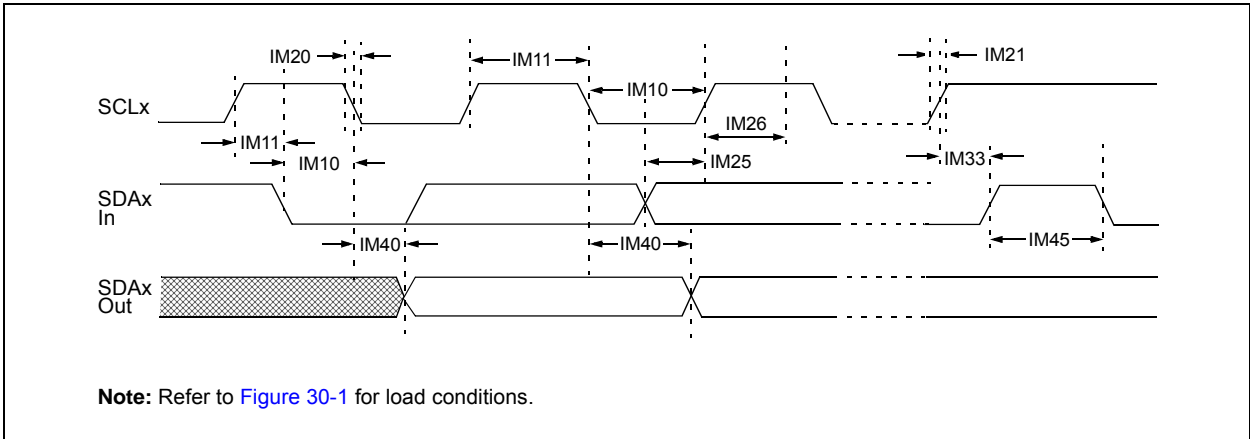 IM20
IM11
IM21
IM10
SCLx
IM26
IM11
IM10
IM25
IM33
SDAx
In
IM40
IM40
IM45
SDAx
Out
Note: Refer to Figure 30-1 for load conditions.